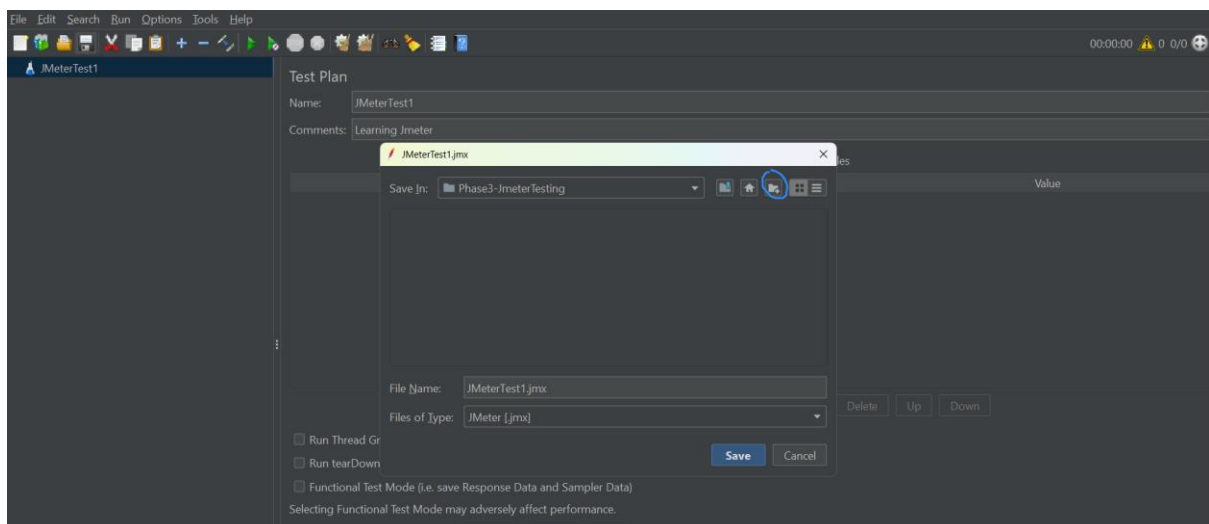 File Edit Search Run Options Tools Help
00:00:00 0 0/0
JMeterTest1
Test Plan
Name: JMeterTest1
Comments: Learning Jmeter
JMeterTest1.jmx
les
Save In: Phase3-JmeterTesting
Value
File Name: JMeterTest1.jmx
Delete Up Down
Files of Type: JMeter [.jmx]
Run Thread Gr
Save Cancel
Run tearDown
Functional Test Mode (i.e. save Response Data and Sampler Data)
Selecting Functional Test Mode may adversely affect performance.